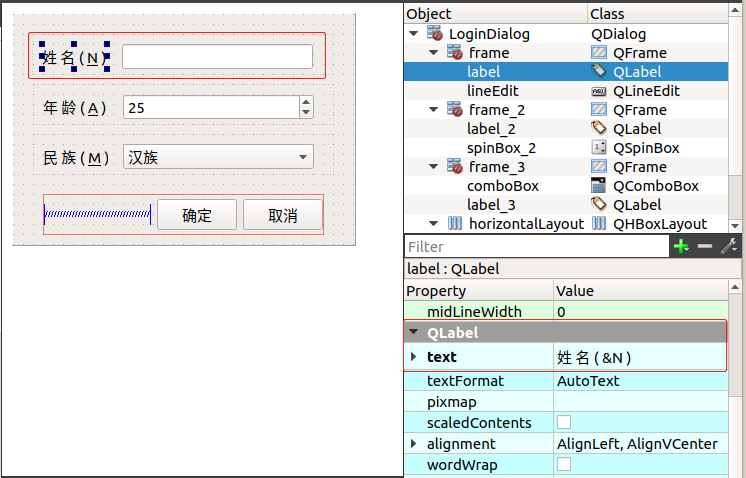 姓 名 ( N )
年 龄 ( A ) 25
民 族 ( M ) 汉族
确定 取消
Object Class
LoginDialog QDialog
frame QFrame
label QLabel
lineEdit QLineEdit
frame_2 QFrame
label_2 QLabel
spinBox_2 QSpinBox
frame_3 QFrame
comboBox QComboBox
label_3 QLabel
horizontalLayout QHBoxLayout
Filter
label : QLabel
Property Value
midLineWidth 0
QLabel
text 姓 名 ( &N )
textFormat AutoText
pixmap
scaledContents
alignment AlignLeft, AlignVCenter
wordWrap